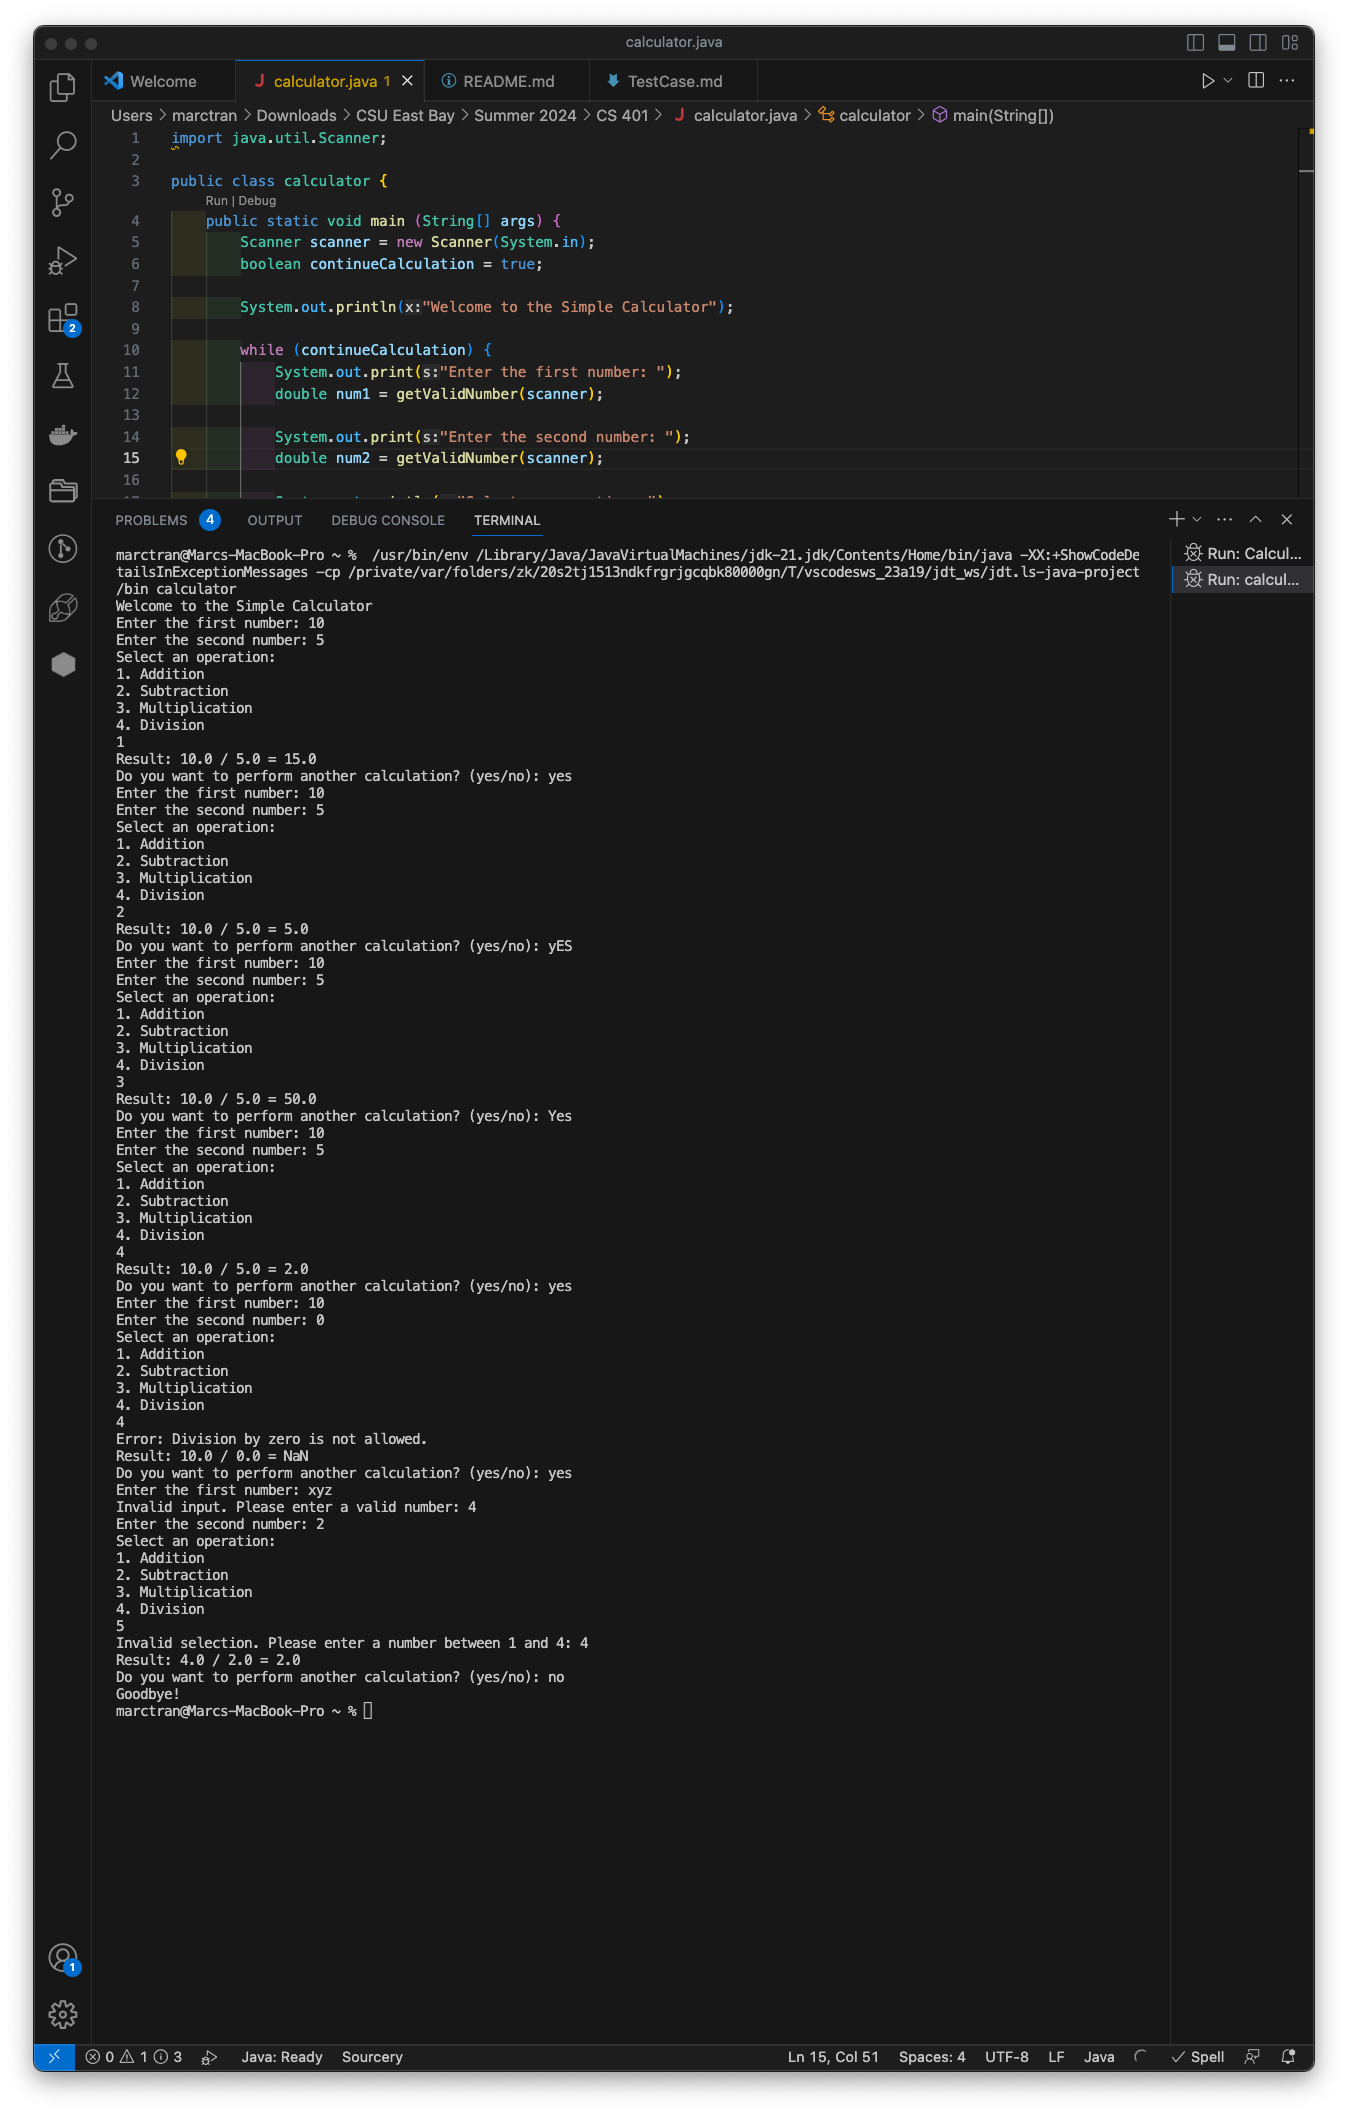 calculator.java
Welcome
J calculator.java 1
README.md
TestCase.md
Users > marctran > Downloads > CSU East Bay > Summer 2024 > CS 401 > J calculator.java > calculator > main(String[])
1 import java.util.Scanner;
2
3 public class calculator {
Run | Debug
4 public static void main (String[] args) {
5 Scanner scanner = new Scanner(System.in);
6 boolean continueCalculation = true;
7
8 System.out.println(x:"Welcome to the Simple Calculator");
9
10 while (continueCalculation) {
11 System.out.print(s:"Enter the first number: ");
12 double num1 = getValidNumber(scanner);
13
14 System.out.print(s:"Enter the second number: ");
15 double num2 = getValidNumber(scanner);
16
2
PROBLEMS 4 OUTPUT DEBUG CONSOLE TERMINAL
marctran@Marcs-MacBook-Pro ~ % /usr/bin/env /Library/Java/JavaVirtualMachines/jdk-21.jdk/Contents/Home/bin/java -XX:+ShowCodeDe
tailsInExceptionMessages -cp /private/var/folders/zk/20s2tj1513ndkfrgrjgcqbk80000gn/T/vscodesws_23a19/jdt_ws/jdt.ls-java-project
/bin calculator
Welcome to the Simple Calculator
Enter the first number: 10
Enter the second number: 5
Select an operation:
1. Addition
2. Subtraction
3. Multiplication
4. Division
1
Result: 10.0 / 5.0 = 15.0
Do you want to perform another calculation? (yes/no): yes
Enter the first number: 10
Enter the second number: 5
Select an operation:
1. Addition
2. Subtraction
3. Multiplication
4. Division
2
Result: 10.0 / 5.0 = 5.0
Do you want to perform another calculation? (yes/no): yES
Enter the first number: 10
Enter the second number: 5
Select an operation:
1. Addition
2. Subtraction
3. Multiplication
4. Division
3
Result: 10.0 / 5.0 = 50.0
Do you want to perform another calculation? (yes/no): Yes
Enter the first number: 10
Enter the second number: 5
Select an operation:
1. Addition
2. Subtraction
3. Multiplication
4. Division
4
Result: 10.0 / 5.0 = 2.0
Do you want to perform another calculation? (yes/no): yes
Enter the first number: 10
Enter the second number: 0
Select an operation:
1. Addition
2. Subtraction
3. Multiplication
4. Division
4
Error: Division by zero is not allowed.
Result: 10.0 / 0.0 = NaN
Do you want to perform another calculation? (yes/no): yes
Enter the first number: xyz
Invalid input. Please enter a valid number: 4
Enter the second number: 2
Select an operation:
1. Addition
2. Subtraction
3. Multiplication
4. Division
5
Invalid selection. Please enter a number between 1 and 4: 4
Result: 4.0 / 2.0 = 2.0
Do you want to perform another calculation? (yes/no): no
Goodbye!
marctran@Marcs-MacBook-Pro ~ %
Run: Calcul...
Run: calcul...
1
0 1 3 Java: Ready Sourcery Ln 15, Col 51 Spaces: 4 UTF-8 LF Java Spell